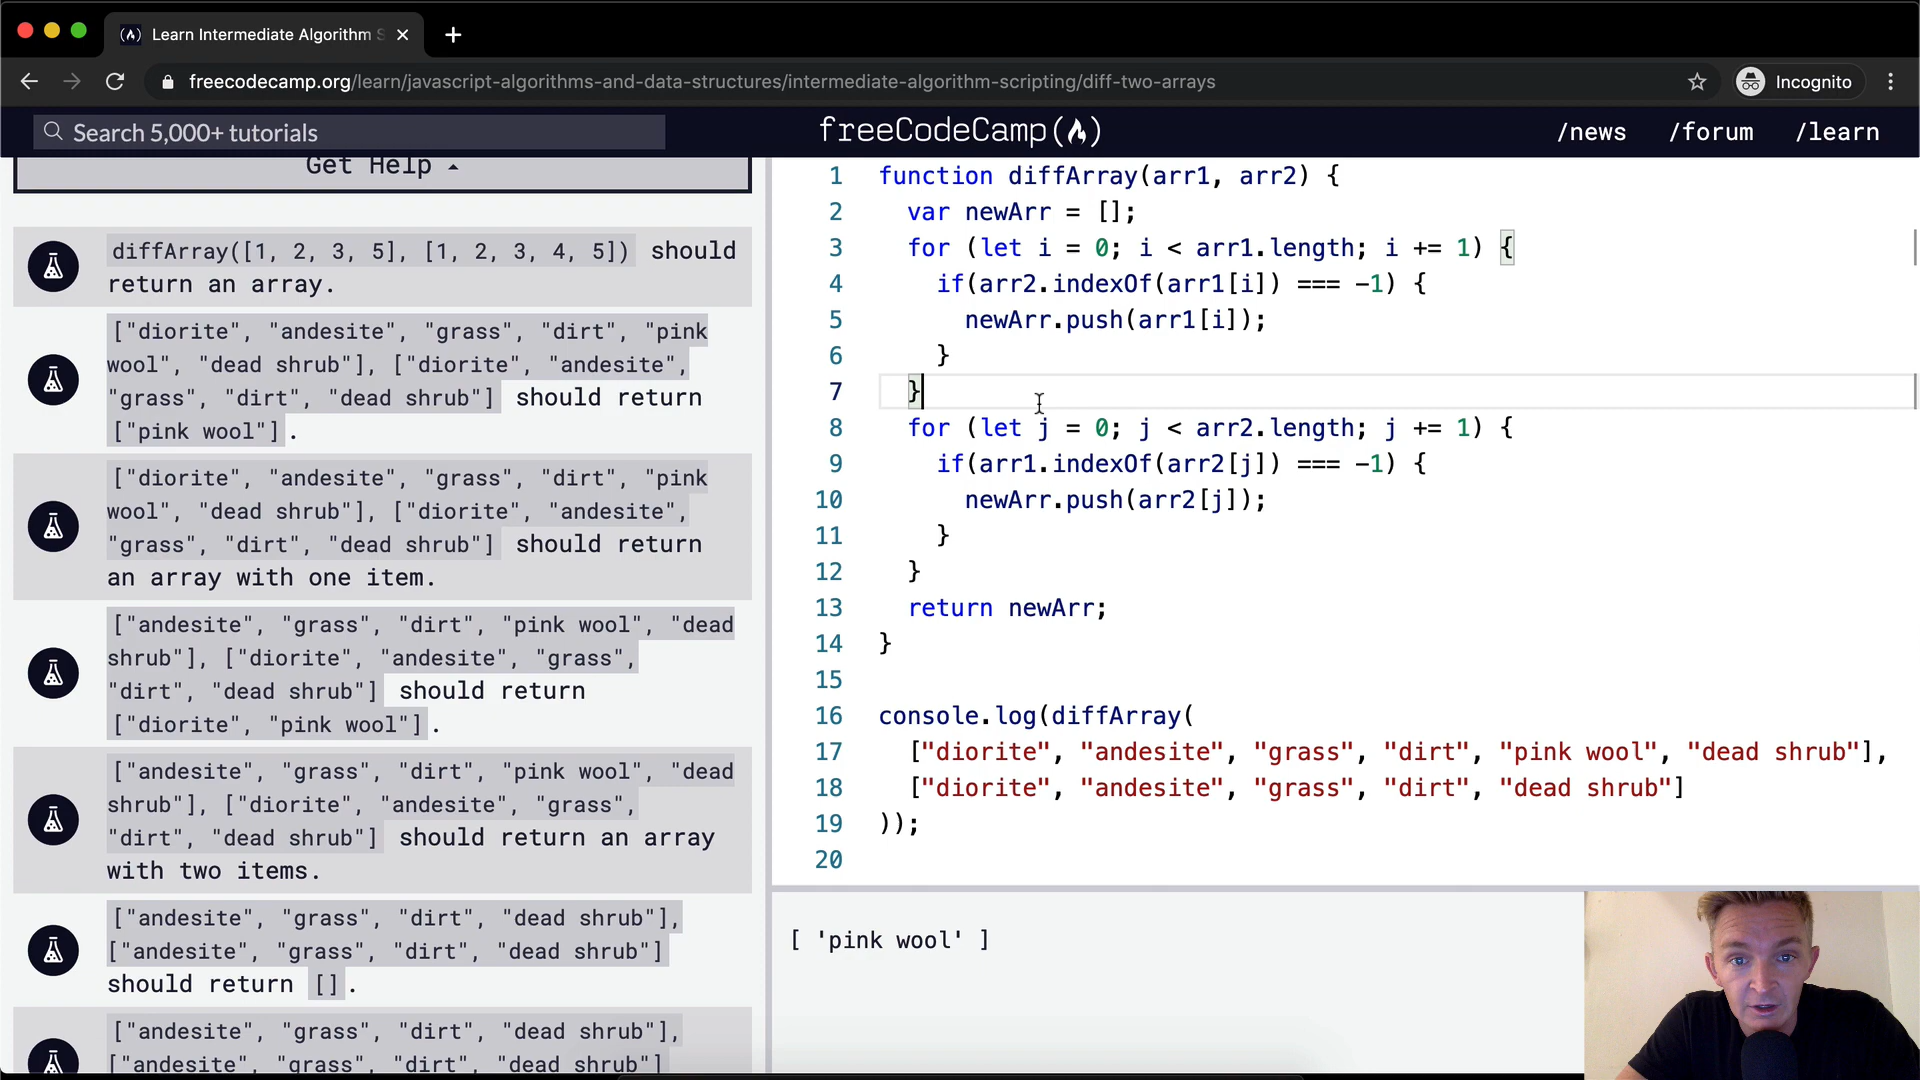 Learn Intermediate Algorithm S
freecodecamp.org/learn/javascript-algorithms-and-data-structures/intermediate-algorithm-scripting/diff-two-arrays
Incognito
Search 5,000+ tutorials
freeCodeCamp
/news /forum /learn
Get Help
diffArray([1, 2, 3, 5], [1, 2, 3, 4, 5]) should
return an array.
["diorite", "andesite", "grass", "dirt", "pink
wool", "dead shrub"], ["diorite", "andesite",
"grass", "dirt", "dead shrub"] should return
["pink wool"].
["diorite", "andesite", "grass", "dirt", "pink
wool", "dead shrub"], ["diorite", "andesite",
"grass", "dirt", "dead shrub"] should return
an array with one item.
["andesite", "grass", "dirt", "pink wool", "dead
shrub"], ["diorite", "andesite", "grass",
"dirt", "dead shrub"] should return
["diorite", "pink wool"].
["andesite", "grass", "dirt", "pink wool", "dead
shrub"], ["diorite", "andesite", "grass",
"dirt", "dead shrub"] should return an array
with two items.
["andesite", "grass", "dirt", "dead shrub"],
["andesite", "grass", "dirt", "dead shrub"]
should return [].
["andesite", "grass", "dirt", "dead shrub"],
["andesite", "grass", "dirt", "dead shrub"]
1 function diffArray(arr1, arr2) {
2 var newArr = [];
3 for (let i = 0; i < arr1.length; i += 1) {
4 if(arr2.indexOf(arr1[i]) === -1) {
5 newArr.push(arr1[i]);
6 }
7 }
8 for (let j = 0; j < arr2.length; j += 1) {
9 if(arr1.indexOf(arr2[j]) === -1) {
10 newArr.push(arr2[j]);
11 }
12 }
13 return newArr;
14 }
15
16 console.log(diffArray(
17 ["diorite", "andesite", "grass", "dirt", "pink wool", "dead shrub"],
18 ["diorite", "andesite", "grass", "dirt", "dead shrub"]
19 ));
20
[ 'pink wool' ]